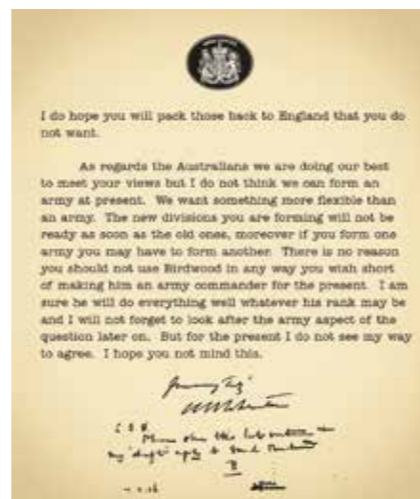 I do hope you will pack those back to England that you do
not want.
As regards the Australians we are doing our best
to meet your views but I do not think we can form an
army at present. We want something more flexible than
an army. The new divisions you are forming will not be
ready as soon as the old ones, moreover if you form one
army you may have to form another. There is no reason
you should not use Birdwood in any way you wish short
of making him an army commander for the present. I am
sure he will do everything well whatever his rank may be
and I will not forget to look after the army aspect of the
question later on. But for the present I do not see my way
to agree. I hope you not mind this.